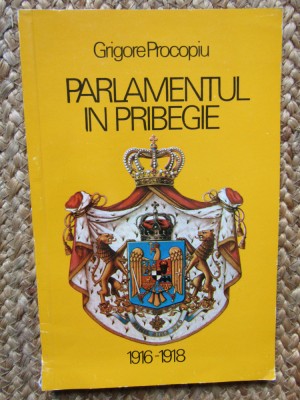 Grigore Procopiu
PARLAMENTUL
IN PRIBEGIE
1916-1918